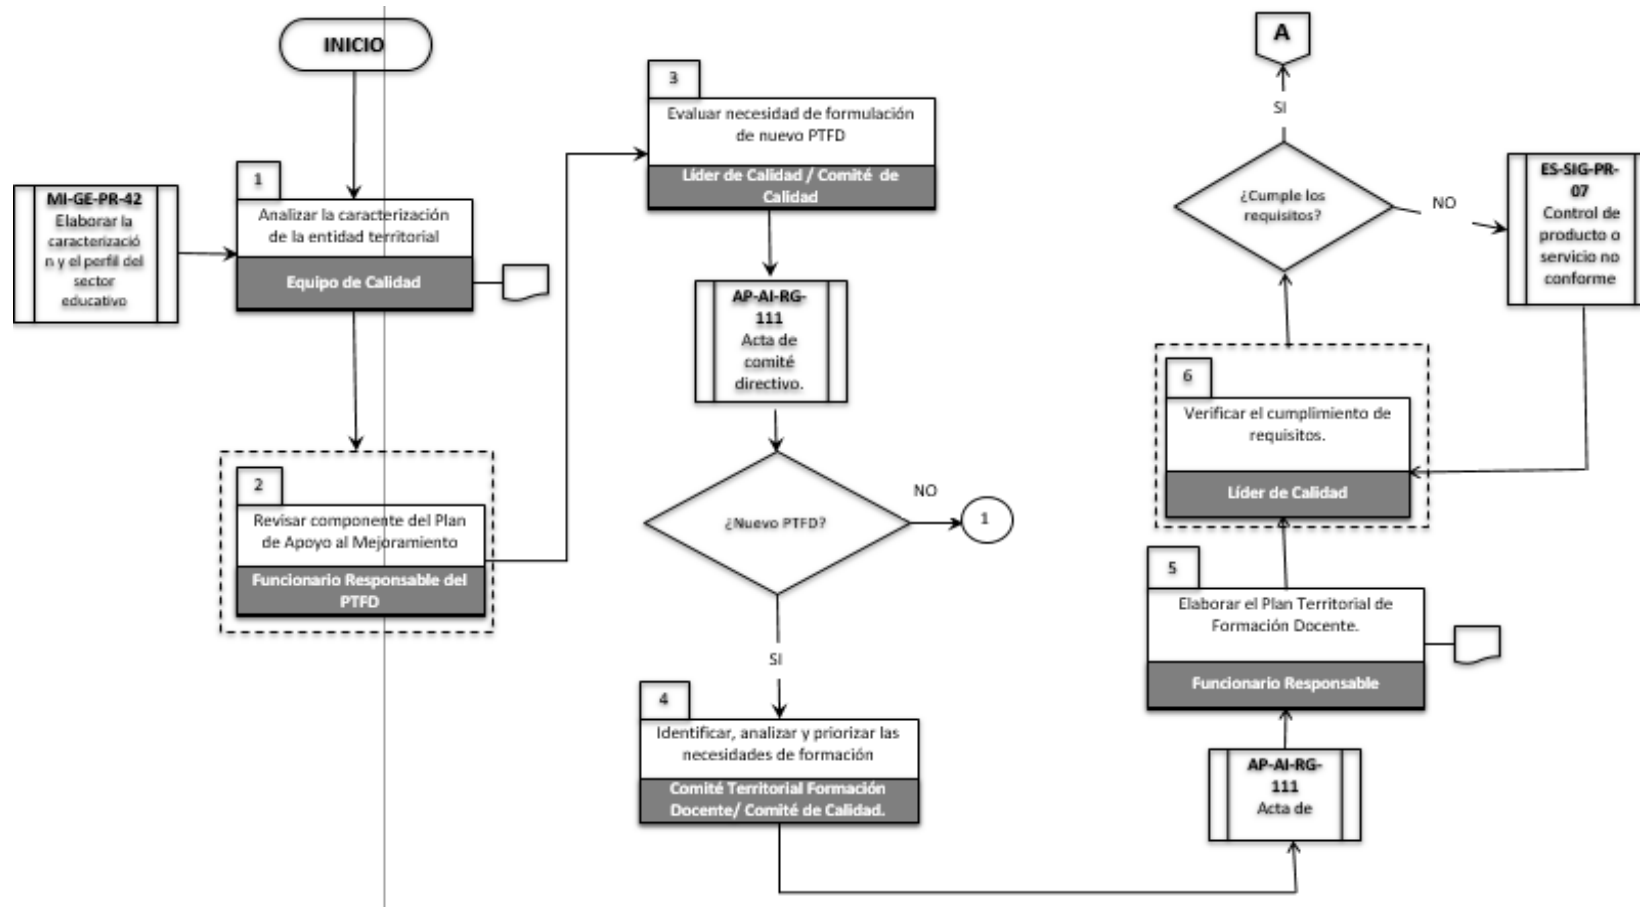 INICIO
MI-GE-PR-42
Elaborar la
caracterizació
n y el perfil del
sector
educativo
1
Analizar la caracterización
de la entidad territorial
Equipo de Calidad
2
Revisar componente del Plan
de Apoyo al Mejoramiento
Funcionario Responsable del
PTFD
3
Evaluar necesidad de formulación
de nuevo PTFD
Líder de Calidad / Comité de
Calidad
AP-AI-RG-
111
Acta de
comité
directivo.
¿Nuevo PTFD?
NO
1
SI
4
Identificar, analizar y priorizar las
necesidades de formación
Comité Territorial Formación
Docente/ Comité de Calidad.
AP-AI-RG-
111
Acta de
5
Elaborar el Plan Territorial de
Formación Docente.
Funcionario Responsable
6
Verificar el cumplimiento de
requisitos.
Líder de Calidad
¿Cumple los
requisitos?
NO
ES-SIG-PR-
07
Control de
producto o
servicio no
conforme
SI
A